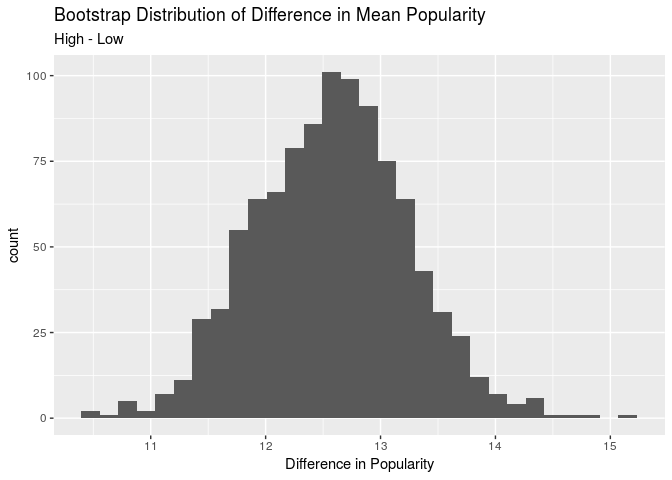 Bootstrap Distribution of Difference in Mean Popularity
High - Low
100
75
50
25
0
count
11 12 13 14 15
Difference in Popularity